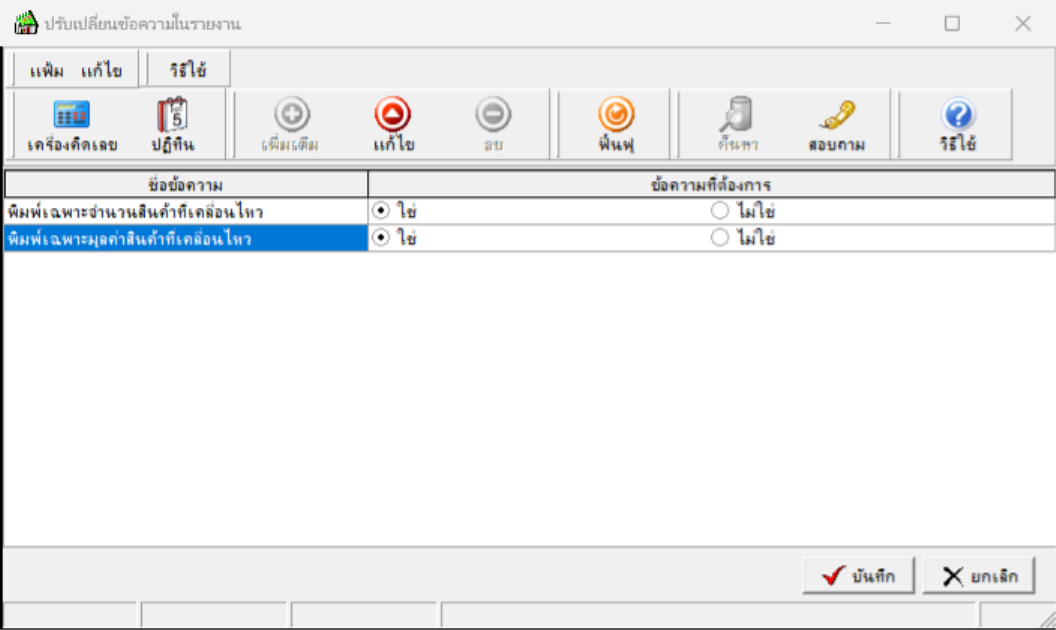 ปรับเปลี่ยนข้อความในรายงาน
แฟ้ม แก้ไข วิธีใช้
5
เครื่องคิดเลข ปฏิทิน เพิ่มเติม แก้ไข ลบ ฟื้นฟู ค้นหา สอบถาม วิธีใช้
ชื่อข้อความ ข้อความที่ต้องการ
พิมพ์เฉพาะจำนวนสินค้าที่เคลื่อนไหว ใช่ ไม่ใช่
พิมพ์เฉพาะมูลค่าสินค้าที่เคลื่อนไหว ใช่ ไม่ใช่
บันทึก ยกเลิก